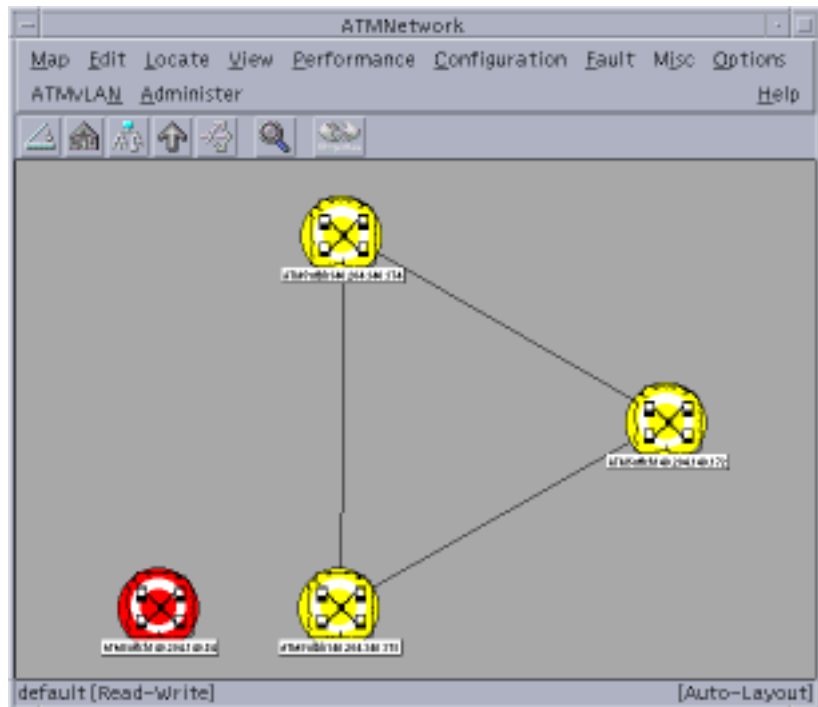 ATMNetwork
Map Edit Locate View Performance Configuration Fault Misc Options
ATMvLAN Administer Help
default [Read-Write] [Auto-Layout]